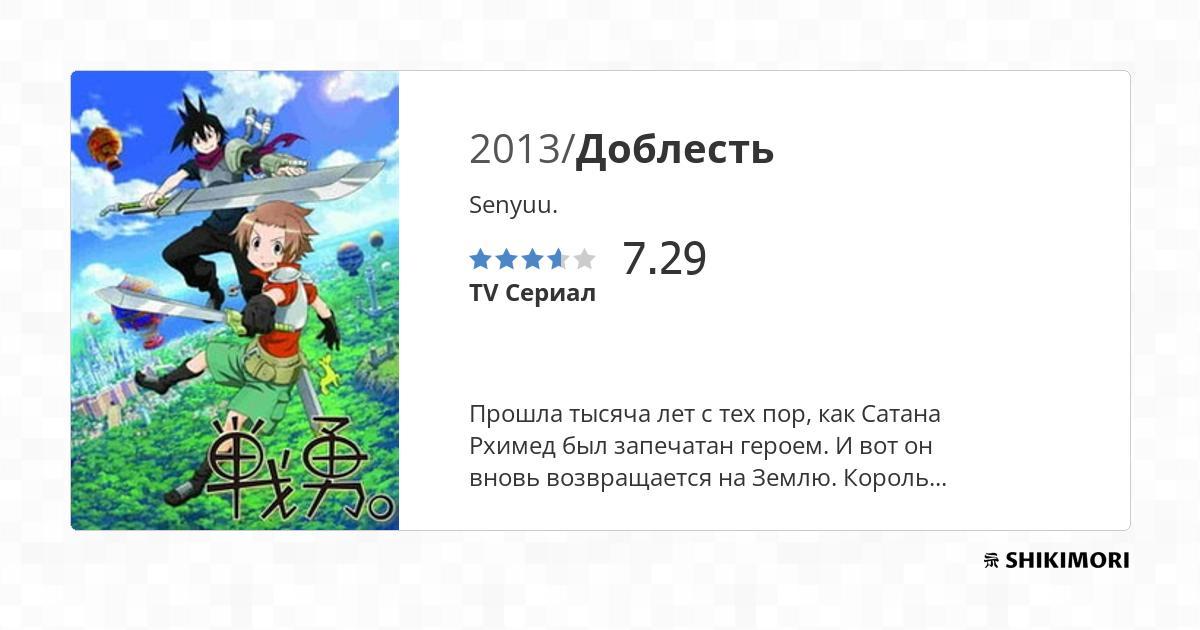 2013/Доблесть
Senyuu.
7.29
TV Сериал
Прошла тысяча лет с тех пор, как Сатана
Рхимед был запечатан героем. И вот он
вновь возвращается на Землю. Король...
戦勇。
SHIKIMORI